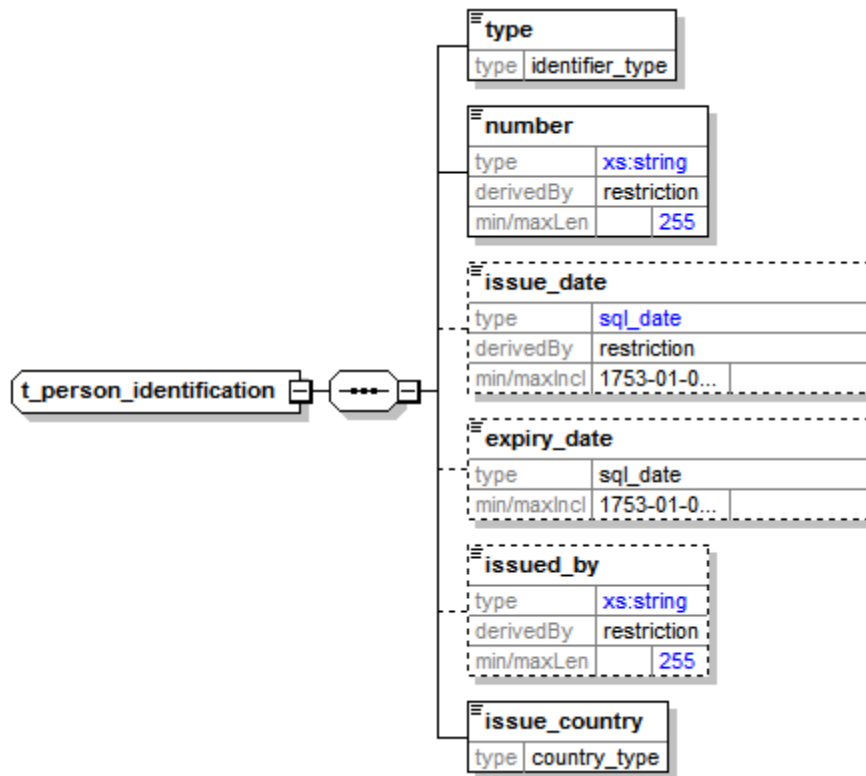 type
type identifier_type
number
type xs:string
derivedBy restriction
min/maxLen 255
issue_date
type sql_date
derivedBy restriction
min/maxIncl 1753-01-0...
t_person_identification
expiry_date
type sql_date
min/maxIncl 1753-01-0...
issued_by
type xs:string
derivedBy restriction
min/maxLen 255
issue_country
type country_type